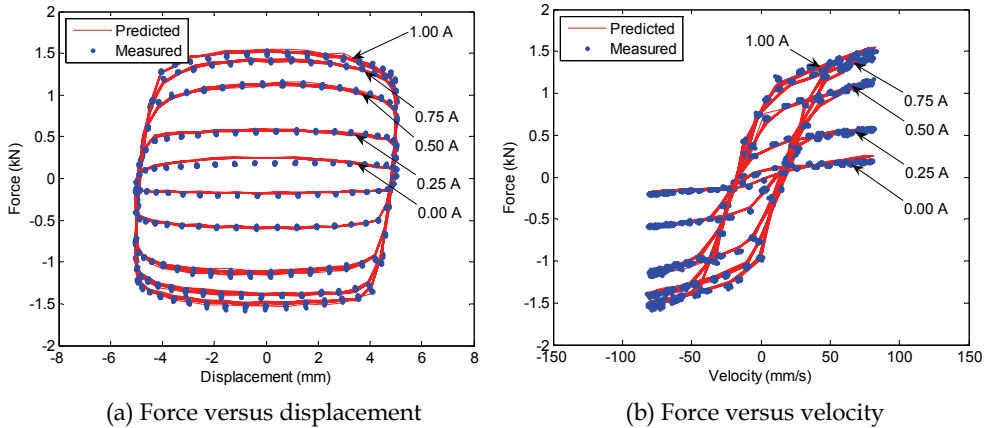 Predicted
Measured
1.00 A
0.75 A
0.50 A
0.25 A
0.00 A
2
1.5
1
0.5
0
-0.5
-1
-1.5
-2
Force (kN)
-8 -6 -4 -2 0 2 4 6 8
Displacement (mm)
(a) Force versus displacement
Predicted
Measured
1.00 A
0.75 A
0.50 A
0.25 A
0.00 A
2
1.5
1
0.5
0
-0.5
-1
-1.5
-2
Force (kN)
-150 -100 -50 0 50 100 150
Velocity (mm/s)
(b) Force versus velocity